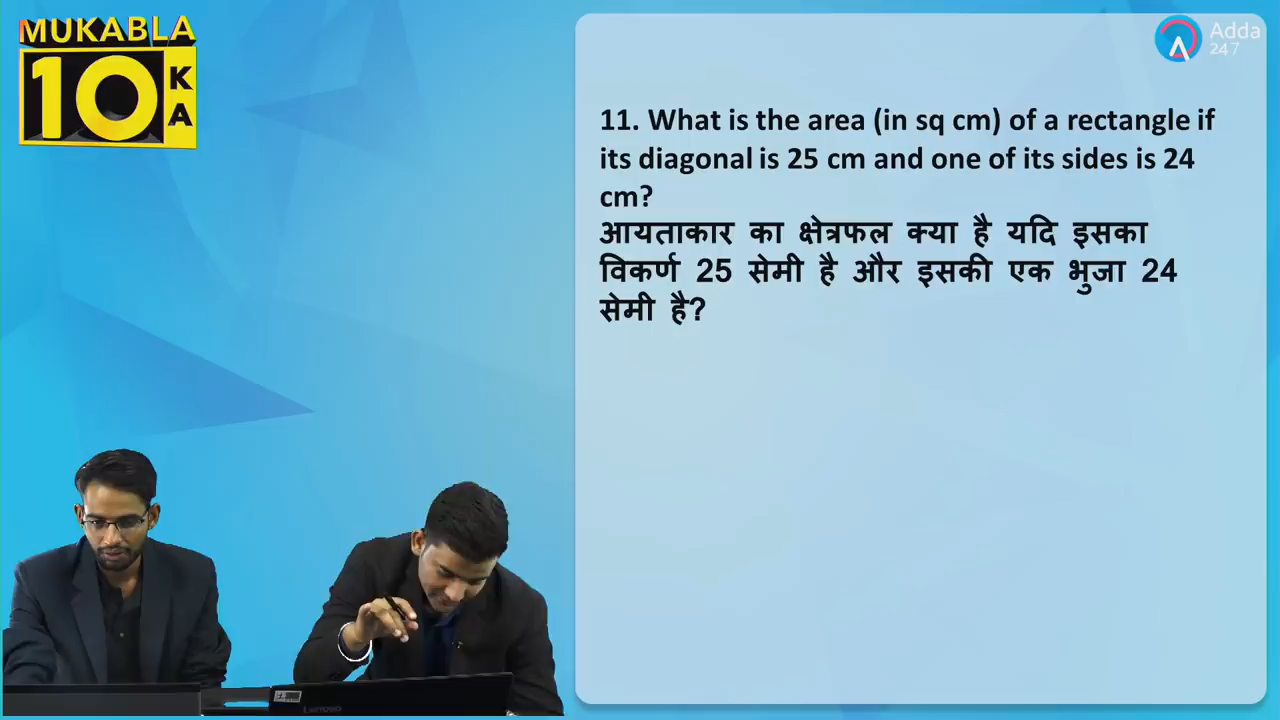 MUKABLA
10
KA
Adda
247
11. What is the area (in sq cm) of a rectangle if
its diagonal is 25 cm and one of its sides is 24
cm?
आयताकार का क्षेत्रफल क्या है यदि इसका
विकर्ण 25 सेमी है और इसकी एक भुजा 24
सेमी है?
Lenovo